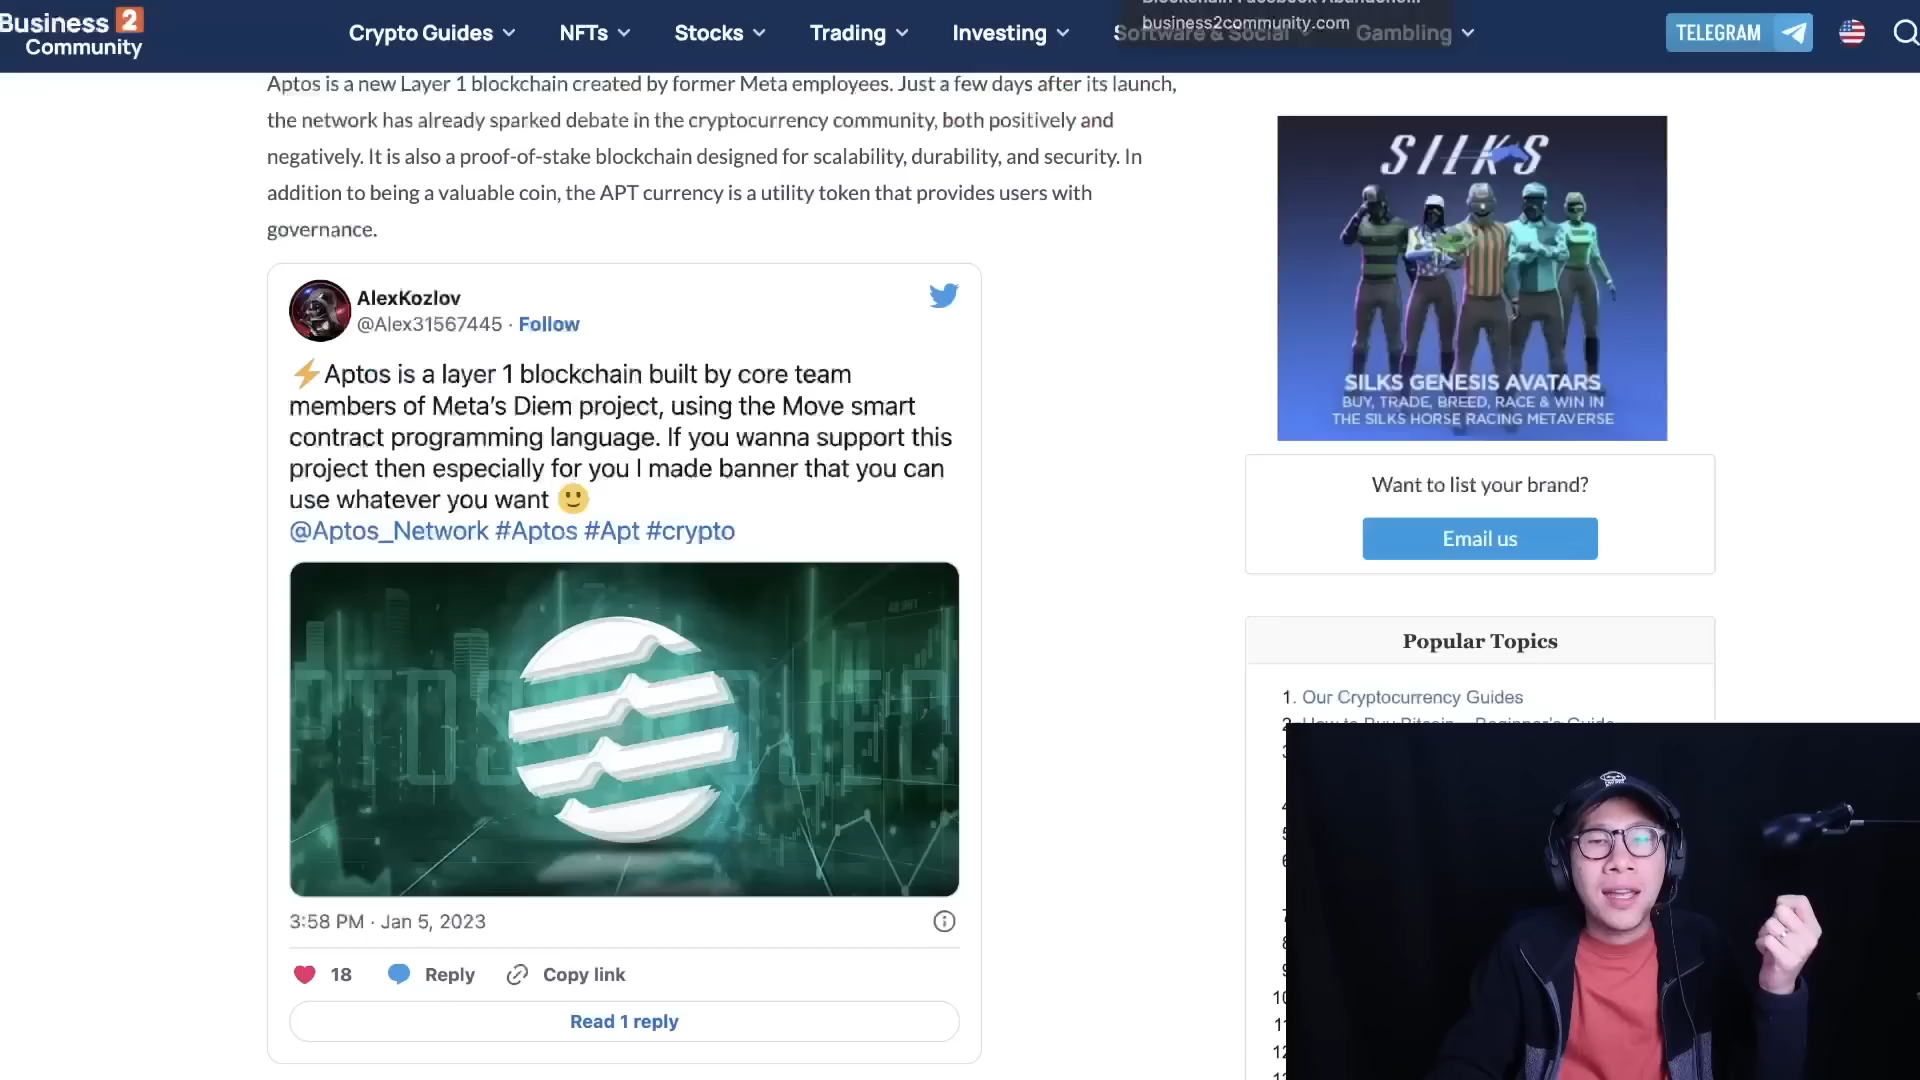 Business 2
Community
Crypto Guides
NFTs
Stocks
Trading
Investing
Software & Social
Gambling
business2community.com
TELEGRAM
Aptos is a new Layer 1 blockchain created by former Meta employees. Just a few days after its launch,
the network has already sparked debate in the cryptocurrency community, both positively and
negatively. It is also a proof-of-stake blockchain designed for scalability, durability, and security. In
addition to being a valuable coin, the APT currency is a utility token that provides users with
governance.
AlexKozlov
@Alex31567445 · Follow
⚡Aptos is a layer 1 blockchain built by core team
members of Meta's Diem project, using the Move smart
contract programming language. If you wanna support this
project then especially for you I made banner that you can
use whatever you want 🙂
@Aptos_Network #Aptos #Apt #crypto
3:58 PM · Jan 5, 2023
18
Reply
Copy link
Read 1 reply
SILKS
SILKS GENESIS AVATARS
BUY, TRADE, BREED, RACE & WIN IN
THE SILKS HORSE RACING METAVERSE
Want to list your brand?
Email us
Popular Topics
1. Our Cryptocurrency Guides